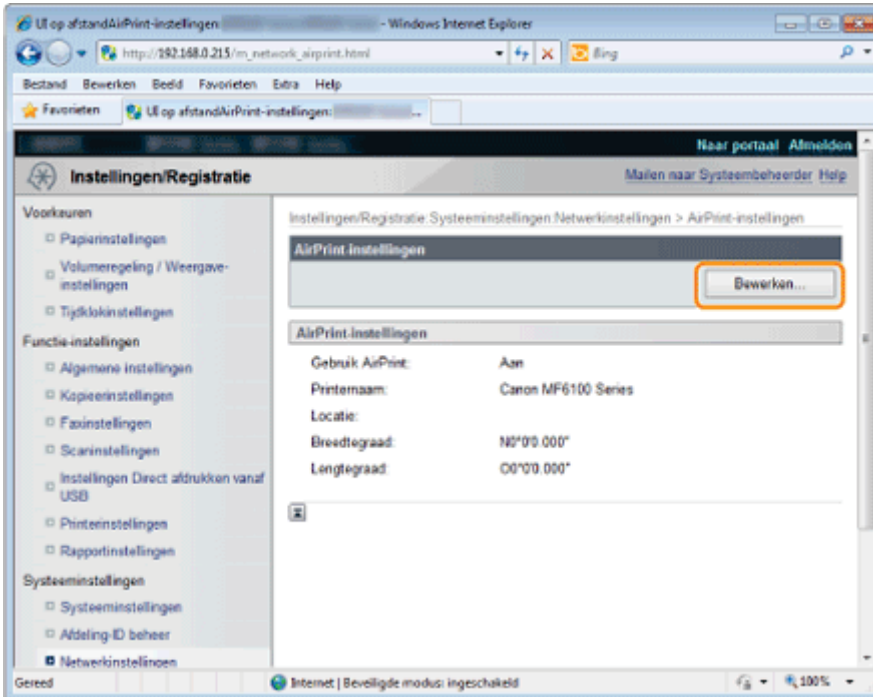 UI op afstandAirPrint-instellingen:
- Windows Internet Explorer
http://192.168.0.215/m_network_airprint.html
Bing
Bestand Bewerken Beeld Favorieten Extra Help
Favorieten
UI op afstandAirPrint-instellingen: ...
Naar portaal Afmelden
Instellingen/Registratie
Mailen naar Systeembeheerder Help
Voorkeuren
Papierinstellingen
Volumeregeling / Weergave-
instellingen
Tijdklokinstellingen
Functie-instellingen
Algemene instellingen
Kopieerinstellingen
Faxinstellingen
Scaninstellingen
Instellingen Direct afdrukken vanaf
USB
Printerinstellingen
Rapportinstellingen
Systeeminstellingen
Systeeminstellingen
Afdeling-ID beheer
Netwerkinstellingen
Instellingen/Registratie:Systeeminstellingen:Netwerkinstellingen > AirPrint-instellingen
AirPrint-instellingen
Bewerken...
AirPrint-instellingen
Gebruik AirPrint: Aan
Printernaam: Canon MF6100 Series
Locatie:
Breedtegraad: N0°0'0.000"
Lengtegraad: O0°0'0.000"
Gereed
Internet | Beveiligde modus: ingeschakeld
100%